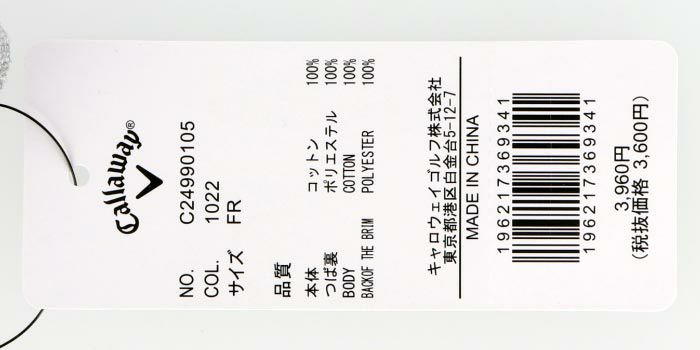 Callaway®
NO. C24990105
COL. 1022
サイズ FR
品質
本体 コットン 100%
つば裏 ポリエステル 100%
BODY COTTON 100%
BACKOF THE BRIM POLYESTER 100%
キャロウェイゴルフ株式会社
東京都港区白金台5-12-7
MADE IN CHINA
196217369341
196217369341
3,960円
(税抜価格 3,600円)